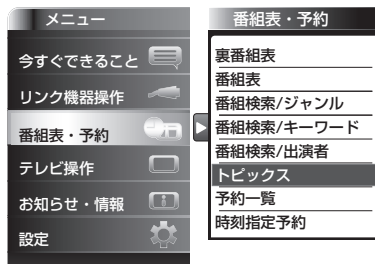 メニュー
今すぐできること
リンク機器操作
番組表・予約
テレビ操作
お知らせ・情報
設定
番組表・予約
裏番組表
番組表
番組検索/ジャンル
番組検索/キーワード
番組検索/出演者
トピックス
予約一覧
時刻指定予約